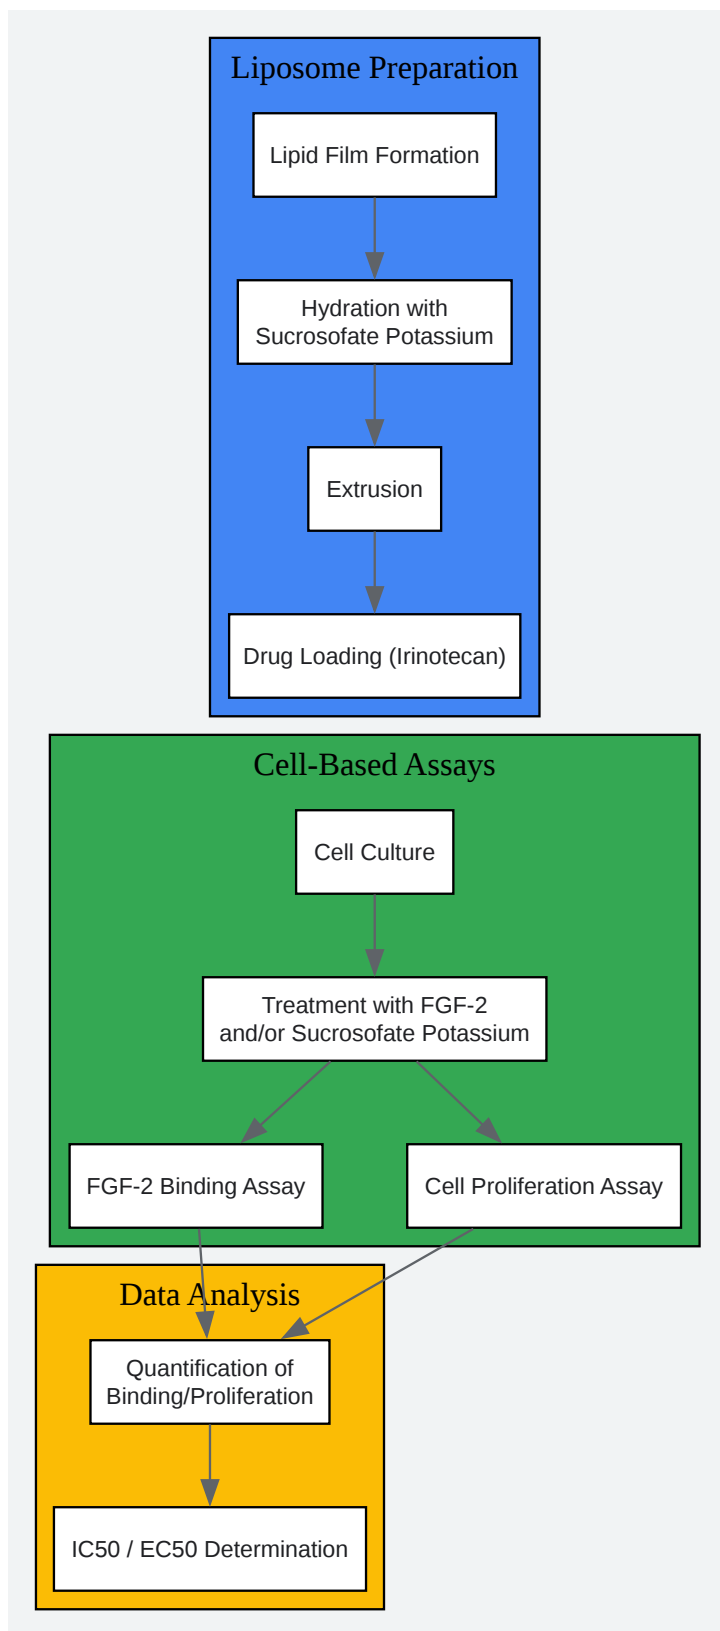 Liposome Preparation
Lipid Film Formation
Hydration with
Sucrosofate Potassium
Extrusion
Drug Loading (Irinotecan)
Cell-Based Assays
Cell Culture
Treatment with FGF-2
and/or Sucrosofate Potassium
FGF-2 Binding Assay
Cell Proliferation Assay
Data Analysis
Quantification of
Binding/Proliferation
IC50 / EC50 Determination